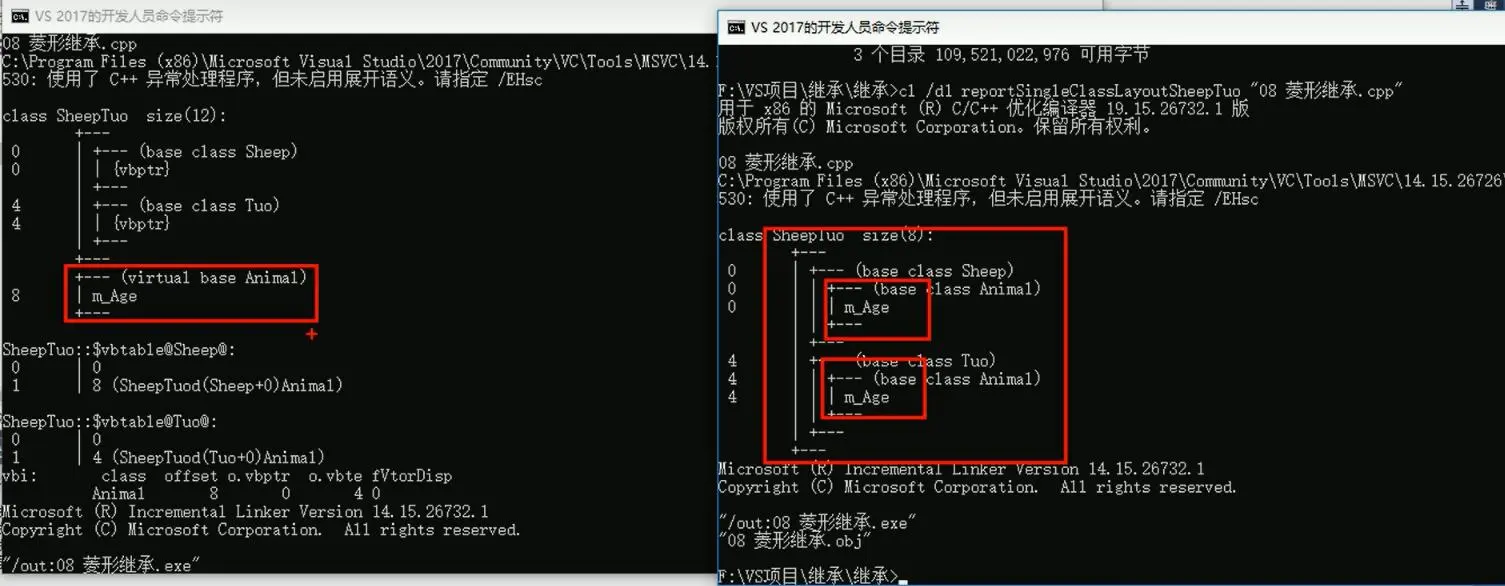 VS 2017的开发人员命令提示符
08 菱形继承.cpp
C:\Program Files (x86)\Microsoft Visual Studio\2017\Community\VC\Tools\MSVC\14.
530: 使用了 C++ 异常处理程序，但未启用展开语义。请指定 /EHsc
class SheepTuo  size(12):
        +---
 0      | +--- (base class Sheep)
 0      | | {vbptr}
        | +---
 4      | +--- (base class Tuo)
 4      | | {vbptr}
        | +---
        +---
        +--- (virtual base Animal)
 8      | m_Age
        +---
SheepTuo::$vbtable@Sheep@:
 0      | 0
 1      | 8 (SheepTuod(Sheep+0)Animal)
SheepTuo::$vbtable@Tuo@:
 0      | 0
 1      | 4 (SheepTuod(Tuo+0)Animal)
vbi:       class  offset o.vbptr  o.vbte fVtorDisp
          Animal       8       0       4 0
Microsoft (R) Incremental Linker Version 14.15.26732.1
Copyright (C) Microsoft Corporation.  All rights reserved.
"/out:08 菱形继承.exe"
VS 2017的开发人员命令提示符
3 个目录 109,521,022,976 可用字节
F:\VS项目\继承\继承>cl /d1 reportSingleClassLayoutSheepTuo "08 菱形继承.cpp"
用于 x86 的 Microsoft (R) C/C++ 优化编译器 19.15.26732.1 版
版权所有(C) Microsoft Corporation。保留所有权利。
08 菱形继承.cpp
C:\Program Files (x86)\Microsoft Visual Studio\2017\Community\VC\Tools\MSVC\14.15.26726\
530: 使用了 C++ 异常处理程序，但未启用展开语义。请指定 /EHsc
class SheepTuo  size(8):
        +---
 0      | +--- (base class Sheep)
 0      | | +--- (base class Animal)
 0      | | | m_Age
        | | +---
        | +---
 4      | +--- (base class Tuo)
 4      | | +--- (base class Animal)
 4      | | | m_Age
        | | +---
        | +---
        +---
Microsoft (R) Incremental Linker Version 14.15.26732.1
Copyright (C) Microsoft Corporation.  All rights reserved.
"/out:08 菱形继承.exe"
"08 菱形继承.obj"
F:\VS项目\继承\继承>